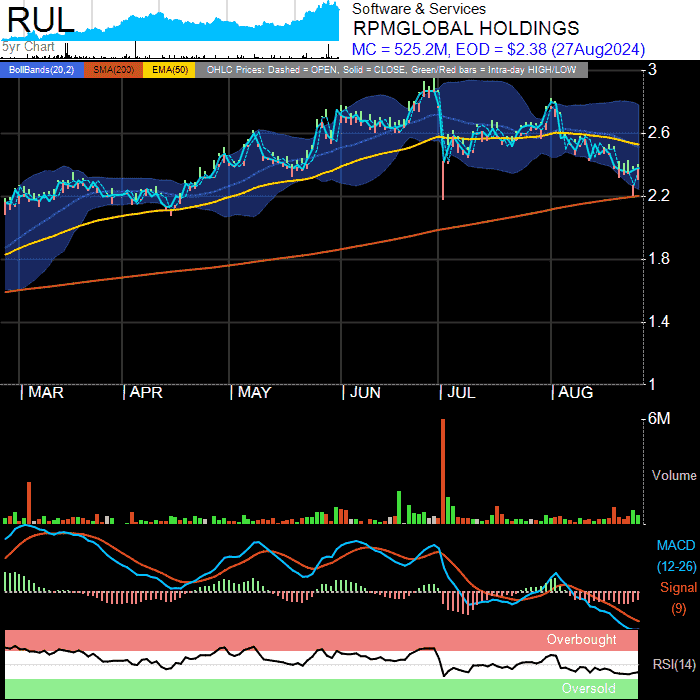 RUL
5yr Chart
Software & Services
RPMGLOBAL HOLDINGS
MC = 525.2M, EOD = $2.38 (27Aug2024)
BollBands(20,2) SMA(200) EMA(50) OHLC Prices: Dashed = OPEN, Solid = CLOSE, Green/Red bars = Intra-day HIGH/LOW
3
2.6
2.2
1.8
1.4
1
MAR APR MAY JUN JUL AUG
6M
Volume
MACD
(12-26)
Signal
(9)
Overbought
RSI(14)
Oversold